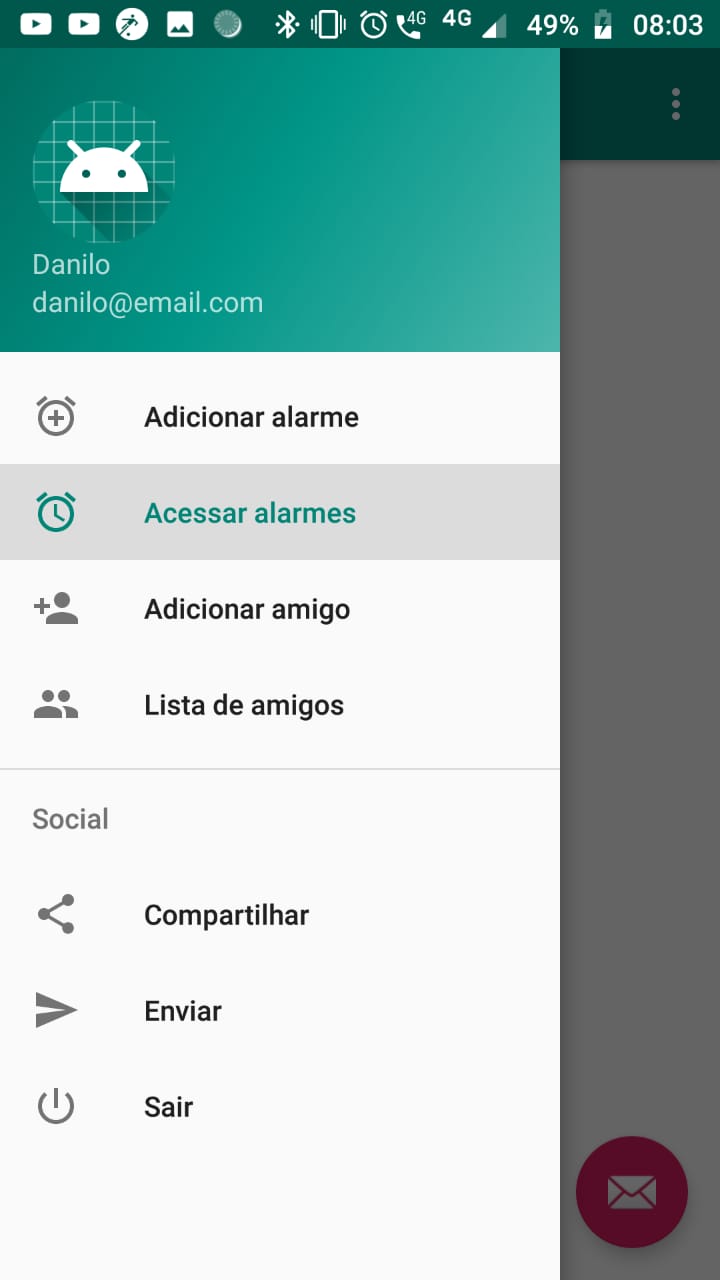 4G 4G 49% 08:03
Danilo
danilo@email.com
Adicionar alarme
Acessar alarmes
Adicionar amigo
Lista de amigos
Social
Compartilhar
Enviar
Sair